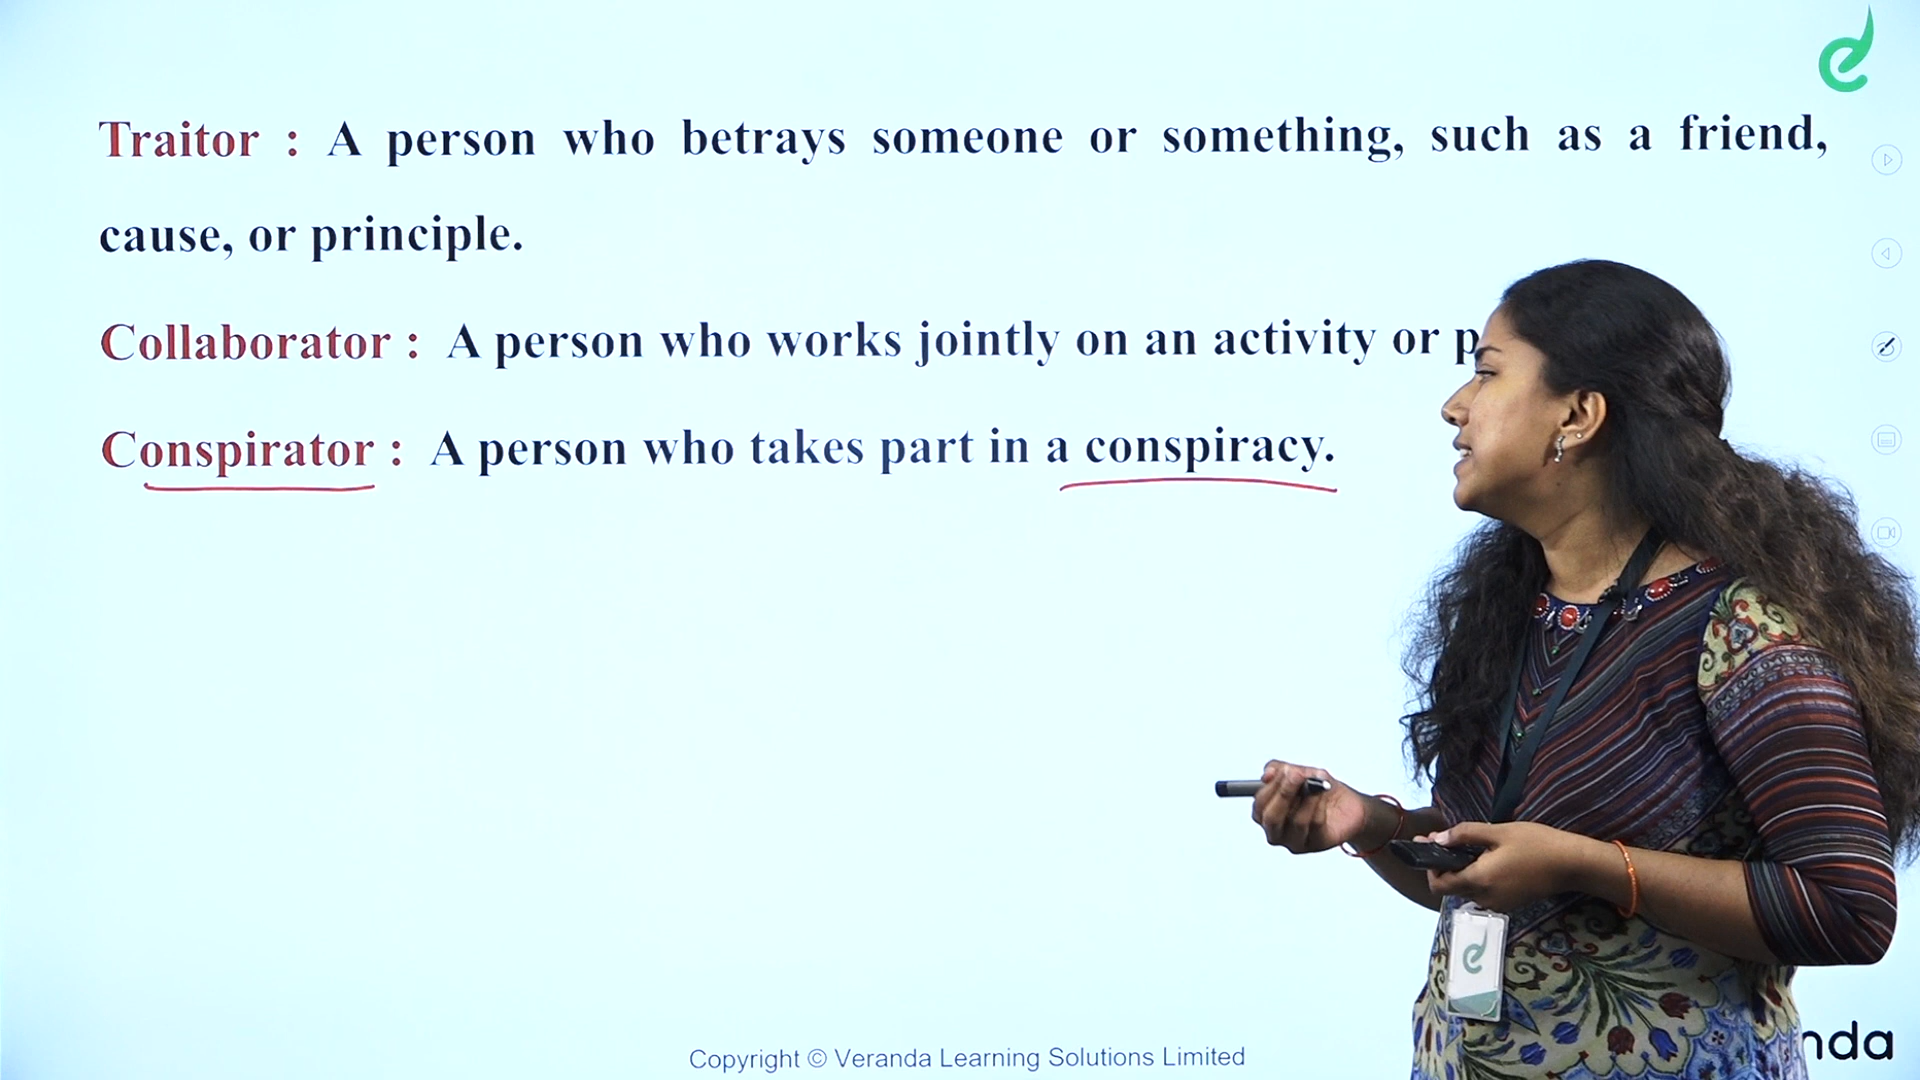 Traitor : A person who betrays someone or something, such as a friend,
cause, or principle.
Collaborator : A person who works jointly on an activity or
Conspirator : A person who takes part in a conspiracy.
Copyright © Veranda Learning Solutions Limited